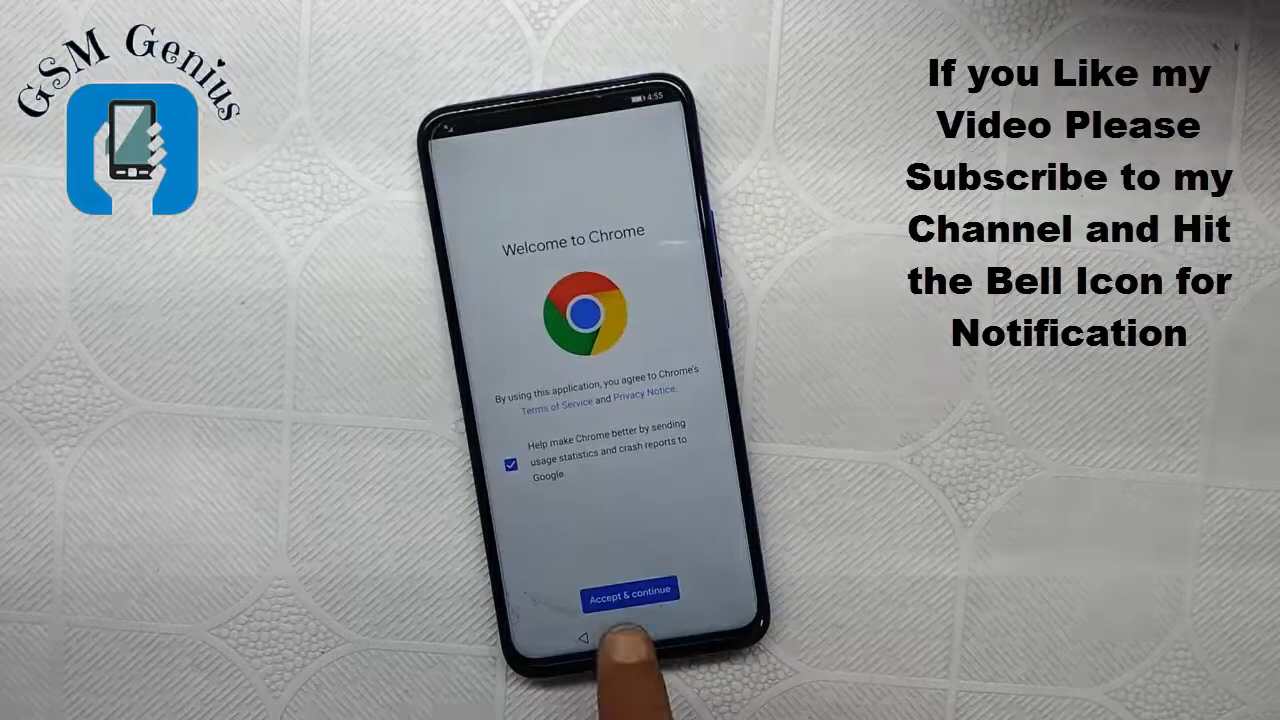 GSM Genius
If you Like my
Video Please
Subscribe to my
Channel and Hit
the Bell Icon for
Notification
4:55
Welcome to Chrome
By using this application, you agree to Chrome's
Terms of Service and Privacy Notice.
Help make Chrome better by sending
usage statistics and crash reports to
Google
Accept & continue